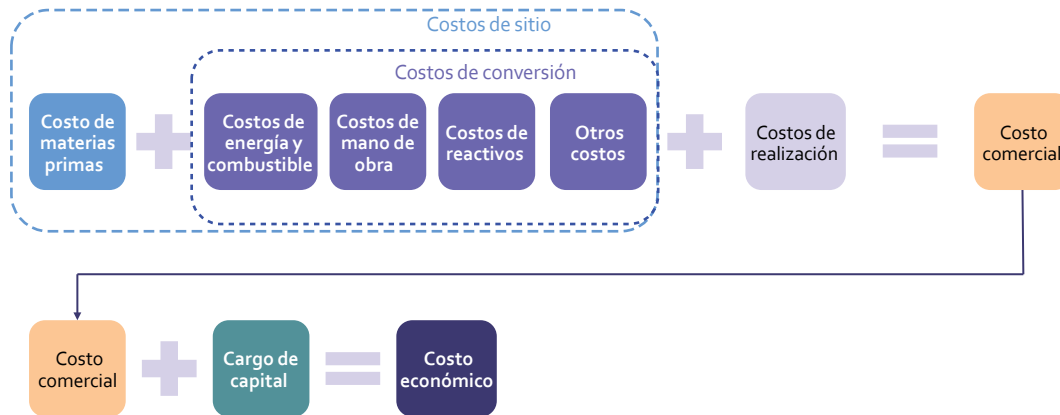 Costos de sitio
Costos de conversión
Costo de
materias
primas
Costos de
energía y
combustible
Costos de
mano de
obra
Costos de
reactivos
Otros
costos
Costos de
realización
Costo
comercial
Costo
comercial
Cargo de
capital
Costo
económico